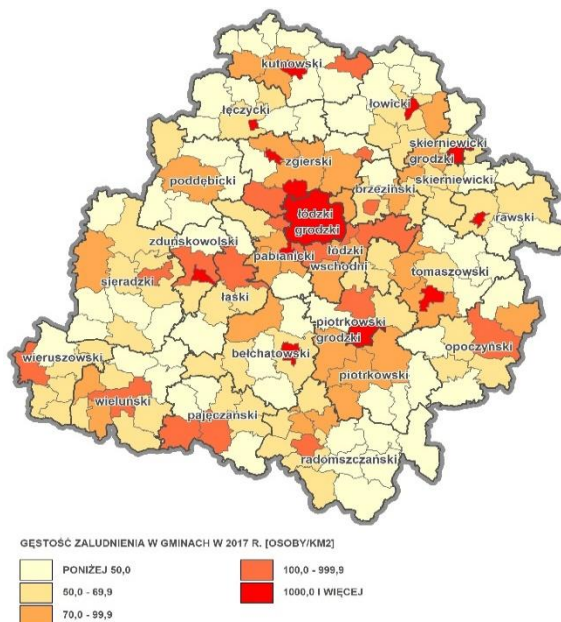 kutnowski
łęczycki
łowicki
zgierski
skierniewicki
grodzki
skierniewicki
poddębicki
brzeziński
rawski
łódzki
grodzki
zduńskowolski
łódzki
wschodni
pabianicki
tomaszowski
sieradzki
łaski
piotrkowski
grodzki
opoczyński
wieruszowski
bełchatowski
piotrkowski
wieluński
pajęczański
radomszczański
GĘSTOŚĆ ZALUDNIENIA W GMINACH W 2017 R. [OSOBY/KM2]
PONIŻEJ 50,0
100,0 - 999,9
50,0 - 69,9
1000,0 I WIĘCEJ
70,0 - 99,9